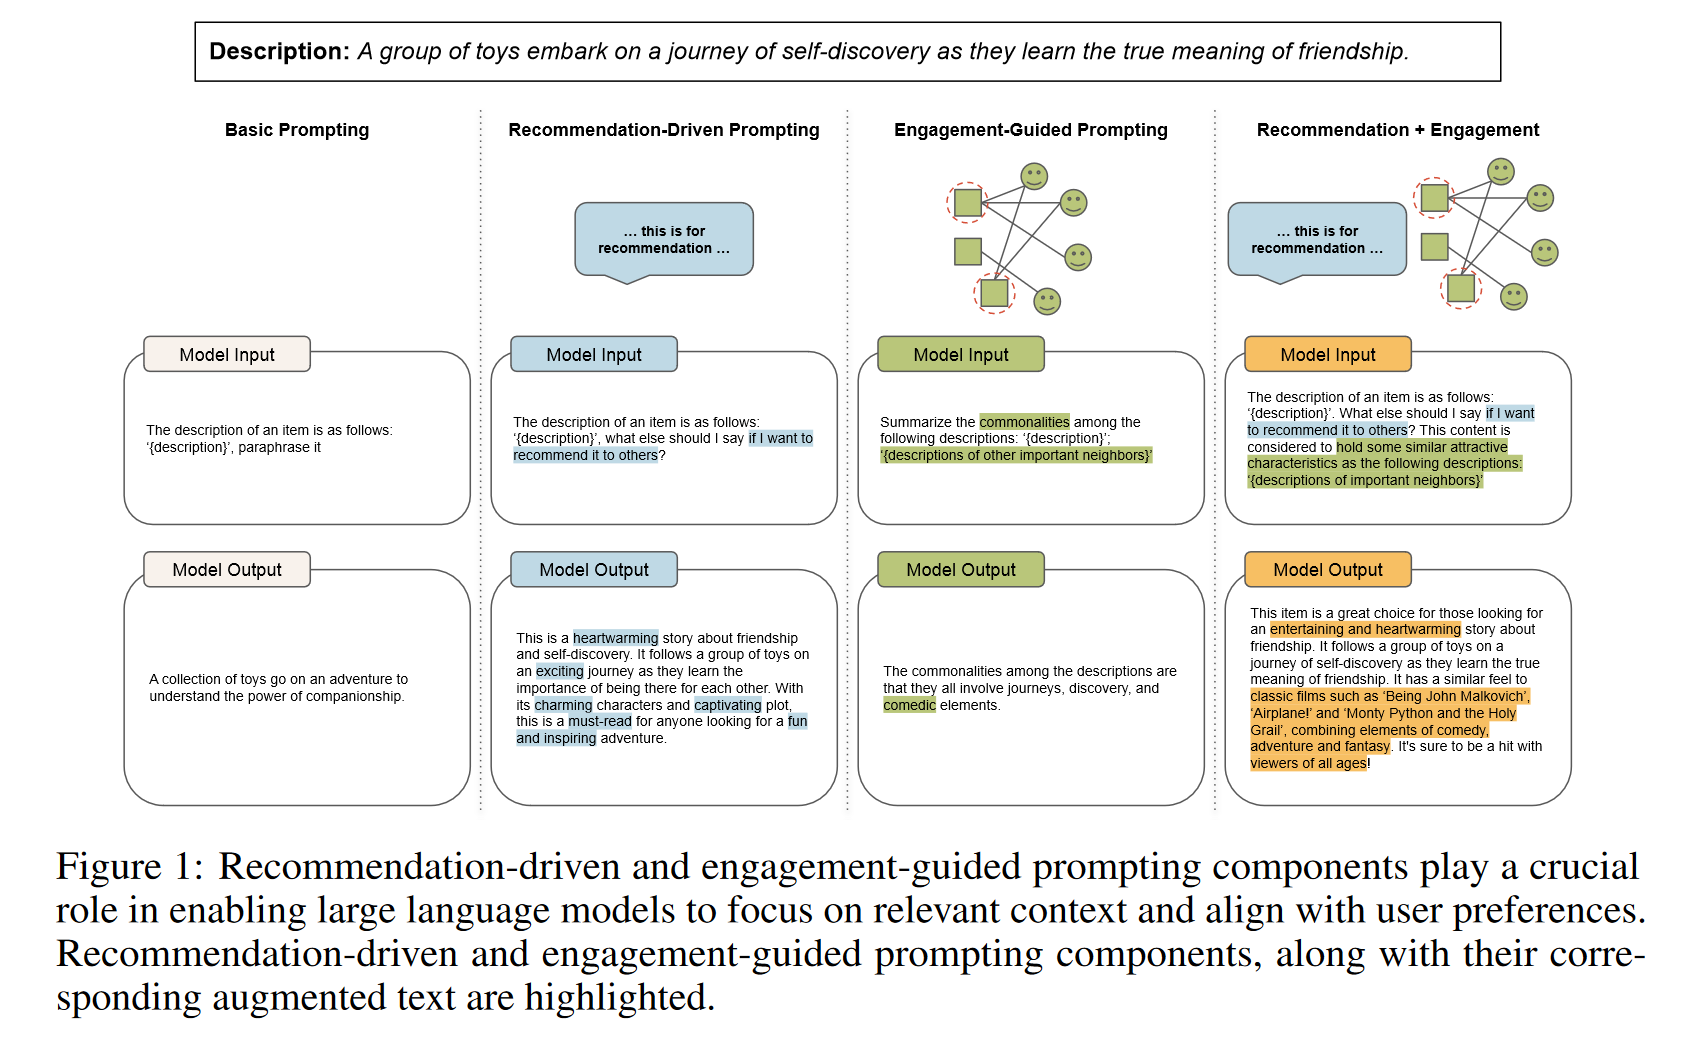 Description: A group of toys embark on a journey of self-discovery as they learn the true meaning of friendship.
Basic Prompting
Recommendation-Driven Prompting
Engagement-Guided Prompting
Recommendation + Engagement
… this is for
recommendation …
… this is for
recommendation …
Model Input
The description of an item is as follows:
‘{description}’, paraphrase it
Model Input
The description of an item is as follows:
‘{description}’, what else should I say if I want to
recommend it to others?
Model Input
Summarize the commonalities among the
following descriptions: ‘{description}’;
‘{descriptions of other important neighbors}’
Model Input
The description of an item is as follows:
‘{description}’. What else should I say if I want
to recommend it to others? This content is
considered to hold some similar attractive
characteristics as the following descriptions:
‘{descriptions of important neighbors}’
Model Output
A collection of toys go on an adventure to
understand the power of companionship.
Model Output
This is a heartwarming story about friendship
and self-discovery. It follows a group of toys on
an exciting journey as they learn the
importance of being there for each other. With
its charming characters and captivating plot,
this is a must-read for anyone looking for a fun
and inspiring adventure.
Model Output
The commonalities among the descriptions are
that they all involve journeys, discovery, and
comedic elements.
Model Output
This item is a great choice for those looking for
an entertaining and heartwarming story about
friendship. It follows a group of toys on a
journey of self-discovery as they learn the true
meaning of friendship. It has a similar feel to
classic films such as ‘Being John Malkovich’,
‘Airplane!’ and ‘Monty Python and the Holy
Grail’, combining elements of comedy,
adventure and fantasy. It's sure to be a hit with
viewers of all ages!
Figure 1: Recommendation-driven and engagement-guided prompting components play a crucial
role in enabling large language models to focus on relevant context and align with user preferences.
Recommendation-driven and engagement-guided prompting components, along with their corre-
sponding augmented text are highlighted.